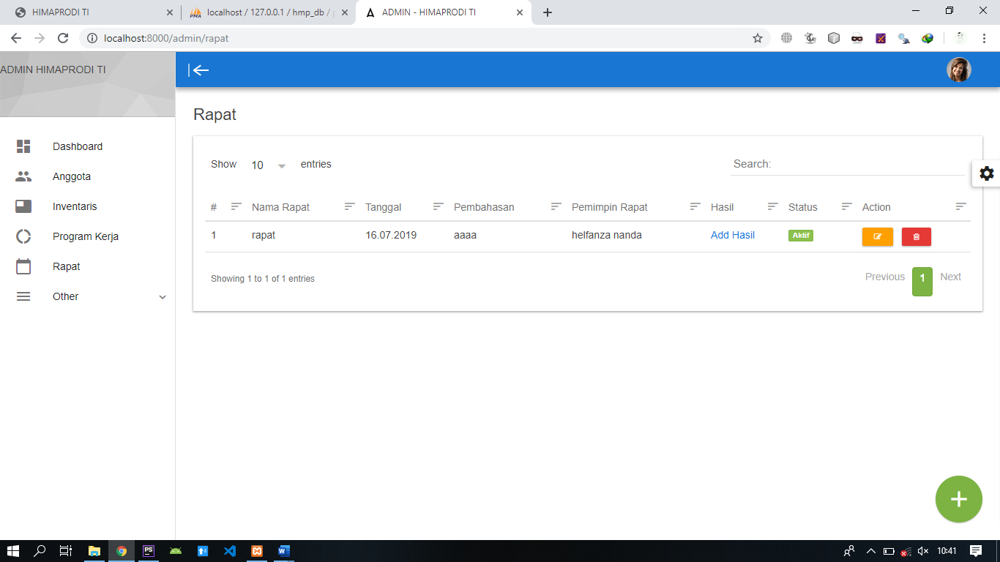 HIMAPRODI TI
localhost / 127.0.0.1 / hmp_db /
ADMIN - HIMAPRODI TI
localhost:8000/admin/rapat
ADMIN HIMAPRODI TI
Dashboard
Anggota
Inventaris
Program Kerja
Rapat
Other
Rapat
Show 10 entries
Search:
# Nama Rapat Tanggal Pembahasan Pemimpin Rapat Hasil Status Action
1 rapat 16.07.2019 aaaa helfanza nanda Add Hasil Aktif
Showing 1 to 1 of 1 entries
Previous 1 Next
10:41